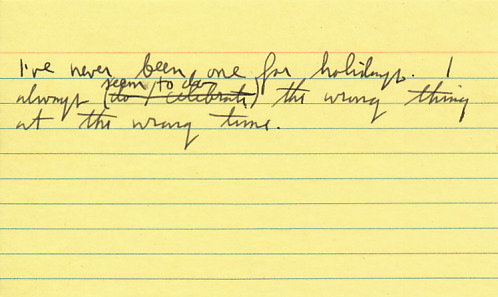 I've never been one for holidays. I
seem to do
always (do / celebrate) the wrong thing
at the wrong time.